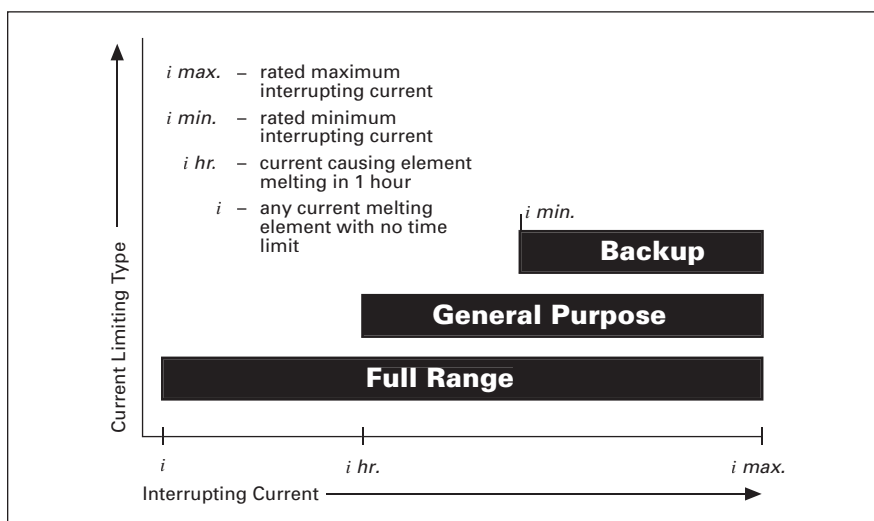 i max. – rated maximum
interrupting current
i min. – rated minimum
interrupting current
i hr. – current causing element
melting in 1 hour
i – any current melting
element with no time
limit
i min.
Backup
General Purpose
Full Range
Current Limiting Type
i
i hr.
i max.
Interrupting Current